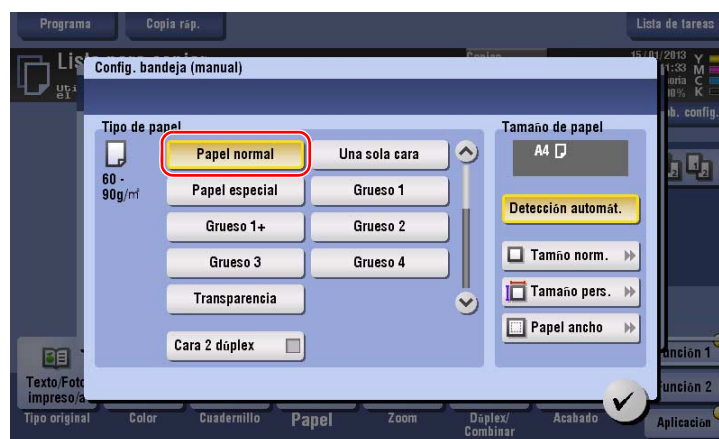 Programa
Copia ráp.
Lista de tareas
15/01/2013
Y
M
C
K
Config. bandeja (manual)
Tipo de papel
60 -
90g/㎡
Papel normal
Una sola cara
Papel especial
Grueso 1
Grueso 1+
Grueso 2
Grueso 3
Grueso 4
Transparencia
Cara 2 dúplex
Tamaño de papel
A4
Detección automát.
Tamño norm.
Tamaño pers.
Papel ancho
Texto/Foto
impreso/a
Tipo original
Color
Cuadernillo
Papel
Zoom
Dúplex/
Combinar
Acabado
Función 1
Función 2
Aplicación